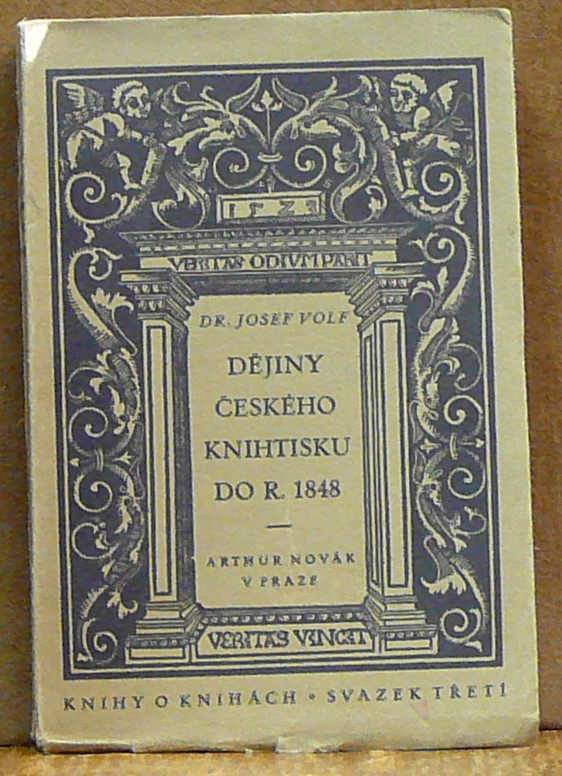 1523
VERITAS ODIUM PARIT
DR. JOSEF VOLF
DĚJINY
ČESKÉHO
KNIHTISKU
DO R. 1848
—
ARTHUR NOVÁK
V PRAZE
VERITAS VINCIT
KNIHY O KNIHÁCH • SVAZEK TŘETÍ